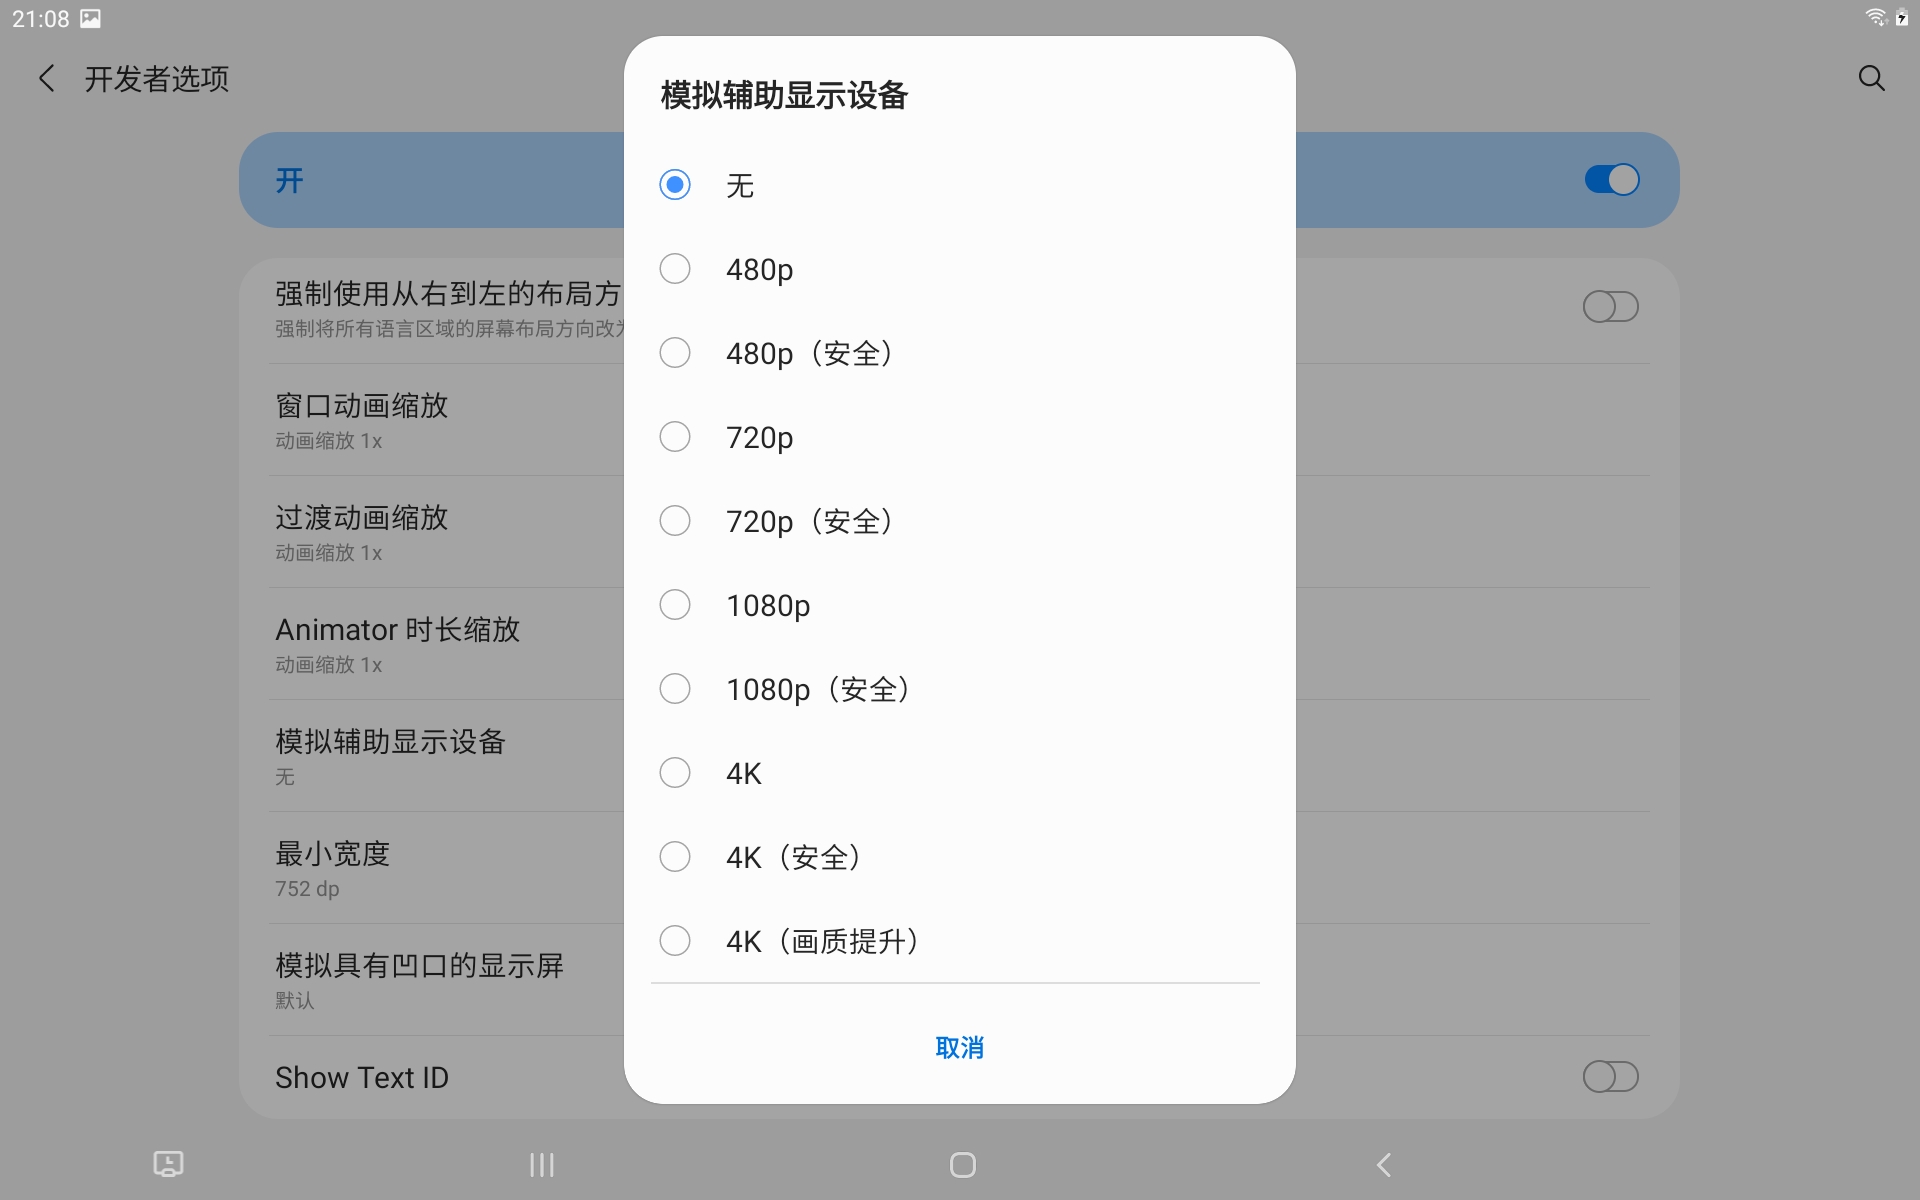 21:08
开发者选项
开
强制使用从右到左的布局方
强制将所有语言区域的屏幕布局方向改为
窗口动画缩放
动画缩放 1x
过渡动画缩放
动画缩放 1x
Animator 时长缩放
动画缩放 1x
模拟辅助显示设备
无
最小宽度
752 dp
模拟具有凹口的显示屏
默认
Show Text ID
模拟辅助显示设备
无
480p
480p（安全）
720p
720p（安全）
1080p
1080p（安全）
4K
4K（安全）
4K（画质提升）
取消